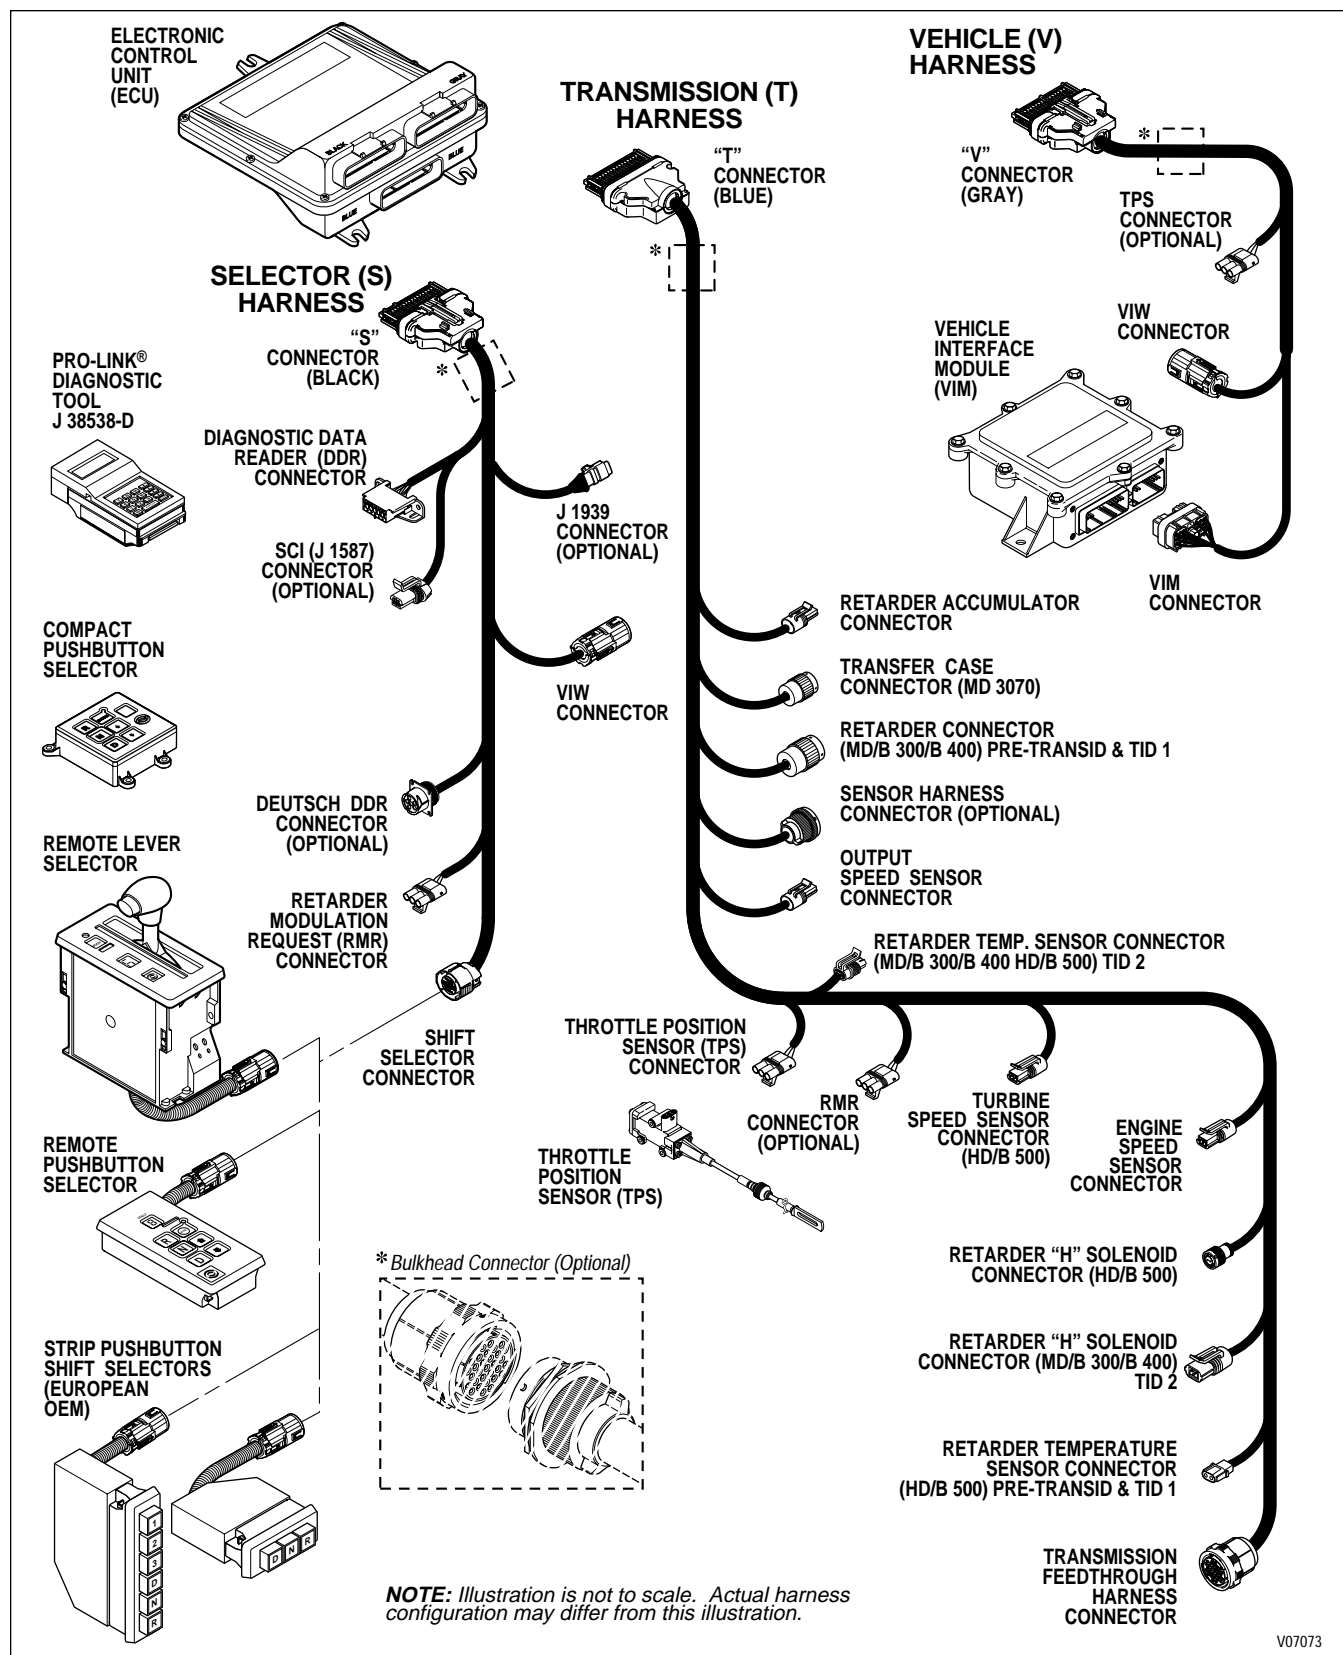 ELECTRONIC
CONTROL
UNIT
(ECU)
GRAY
BLACK
BLUE
BLUE
TRANSMISSION (T)
HARNESS
“T”
CONNECTOR
(BLUE)
*
VEHICLE (V)
HARNESS
“V”
CONNECTOR
(GRAY)
*
TPS
CONNECTOR
(OPTIONAL)
VIW
CONNECTOR
VEHICLE
INTERFACE
MODULE
(VIM)
VIM
CONNECTOR
SELECTOR (S)
HARNESS
“S”
CONNECTOR
(BLACK)
*
PRO-LINK®
DIAGNOSTIC
TOOL
J 38538-D
DIAGNOSTIC DATA
READER (DDR)
CONNECTOR
SCI (J 1587)
CONNECTOR
(OPTIONAL)
J 1939
CONNECTOR
(OPTIONAL)
VIW
CONNECTOR
COMPACT
PUSHBUTTON
SELECTOR
DEUTSCH DDR
CONNECTOR
(OPTIONAL)
REMOTE LEVER
SELECTOR
RETARDER
MODULATION
REQUEST (RMR)
CONNECTOR
SHIFT
SELECTOR
CONNECTOR
RETARDER ACCUMULATOR
CONNECTOR
TRANSFER CASE
CONNECTOR (MD 3070)
RETARDER CONNECTOR
(MD/B 300/B 400) PRE-TRANSID & TID 1
SENSOR HARNESS
CONNECTOR (OPTIONAL)
OUTPUT
SPEED SENSOR
CONNECTOR
RETARDER TEMP. SENSOR CONNECTOR
(MD/B 300/B 400 HD/B 500) TID 2
THROTTLE POSITION
SENSOR (TPS)
CONNECTOR
RMR
CONNECTOR
(OPTIONAL)
TURBINE
SPEED SENSOR
CONNECTOR
(HD/B 500)
ENGINE
SPEED
SENSOR
CONNECTOR
THROTTLE
POSITION
SENSOR (TPS)
REMOTE
PUSHBUTTON
SELECTOR
R
N
D
RETARDER “H” SOLENOID
CONNECTOR (HD/B 500)
RETARDER “H” SOLENOID
CONNECTOR (MD/B 300/B 400)
TID 2
RETARDER TEMPERATURE
SENSOR CONNECTOR
(HD/B 500) PRE-TRANSID & TID 1
TRANSMISSION
FEEDTHROUGH
HARNESS
CONNECTOR
* Bulkhead Connector (Optional)
STRIP PUSHBUTTON
SHIFT SELECTORS
(EUROPEAN
OEM)
1
2
3
D
N
R
D N R
NOTE: Illustration is not to scale. Actual harness
configuration may differ from this illustration.
V07073